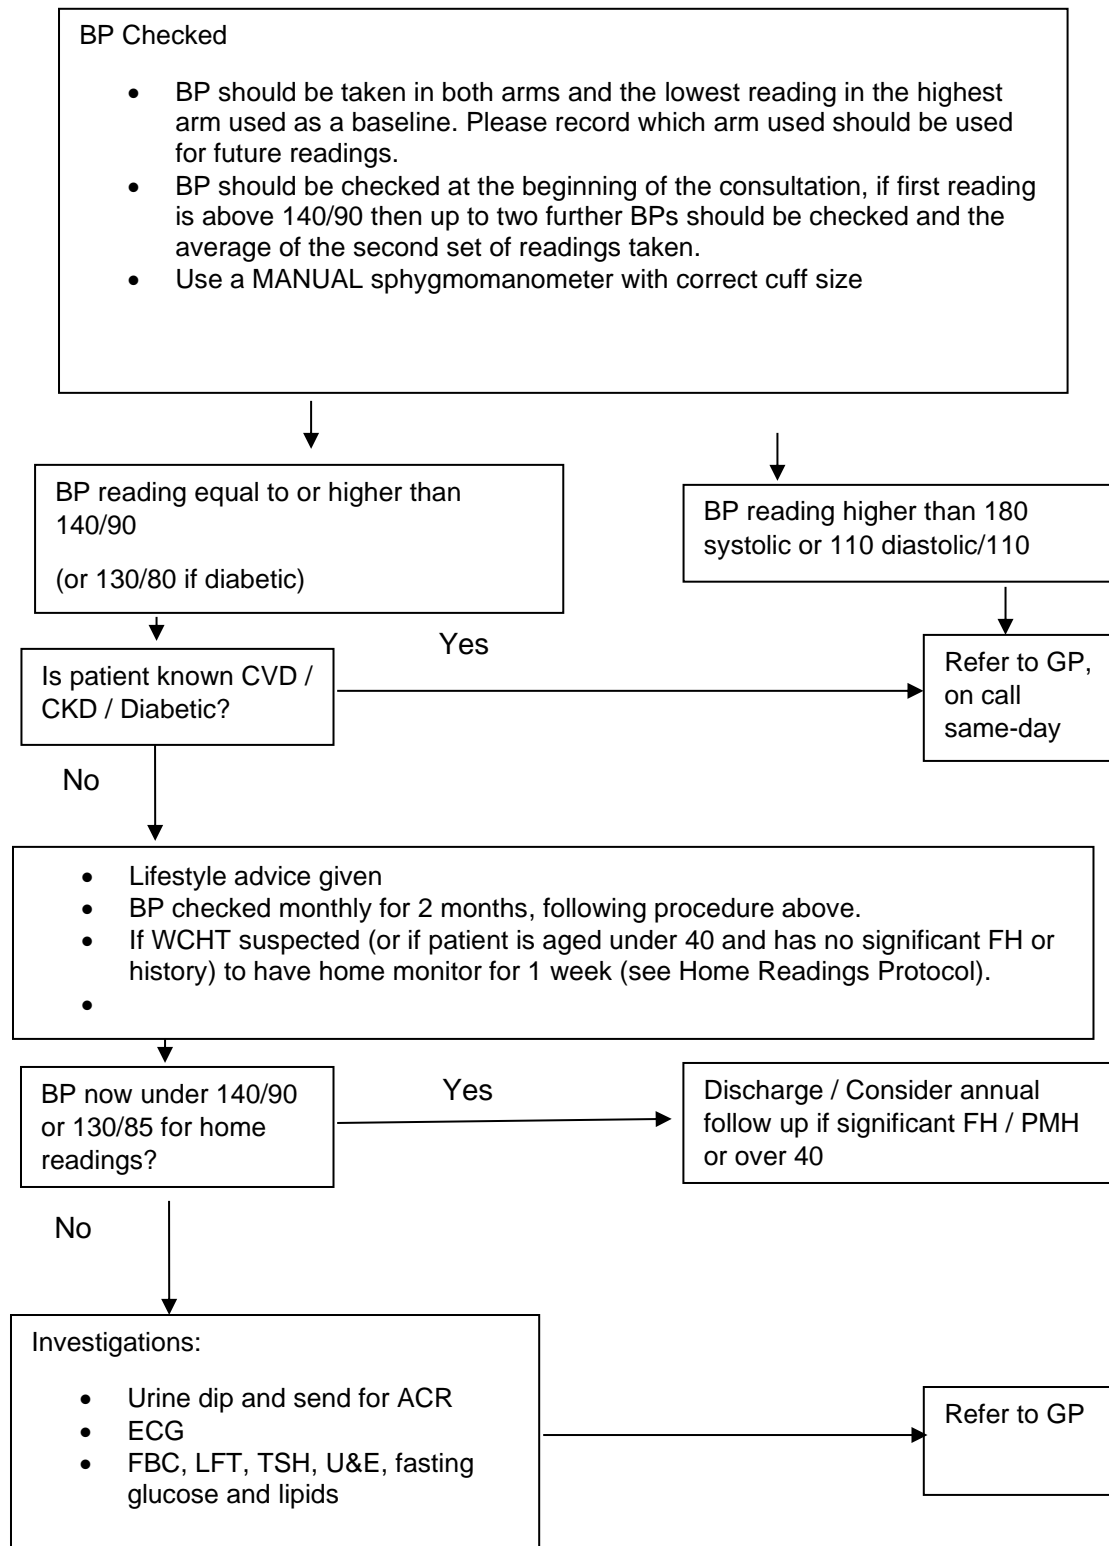 BP Checked
• BP should be taken in both arms and the lowest reading in the highest
arm used as a baseline. Please record which arm used should be used
for future readings.
• BP should be checked at the beginning of the consultation, if first reading
is above 140/90 then up to two further BPs should be checked and the
average of the second set of readings taken.
• Use a MANUAL sphygmomanometer with correct cuff size
BP reading equal to or higher than
140/90
(or 130/80 if diabetic)
BP reading higher than 180
systolic or 110 diastolic/110
Is patient known CVD /
CKD / Diabetic?
Yes
Refer to GP,
on call
same-day
No
• Lifestyle advice given
• BP checked monthly for 2 months, following procedure above.
• If WCHT suspected (or if patient is aged under 40 and has no significant FH or
history) to have home monitor for 1 week (see Home Readings Protocol).
•
BP now under 140/90
or 130/85 for home
readings?
Yes
Discharge / Consider annual
follow up if significant FH / PMH
or over 40
No
Investigations:
• Urine dip and send for ACR
• ECG
• FBC, LFT, TSH, U&E, fasting
glucose and lipids
Refer to GP